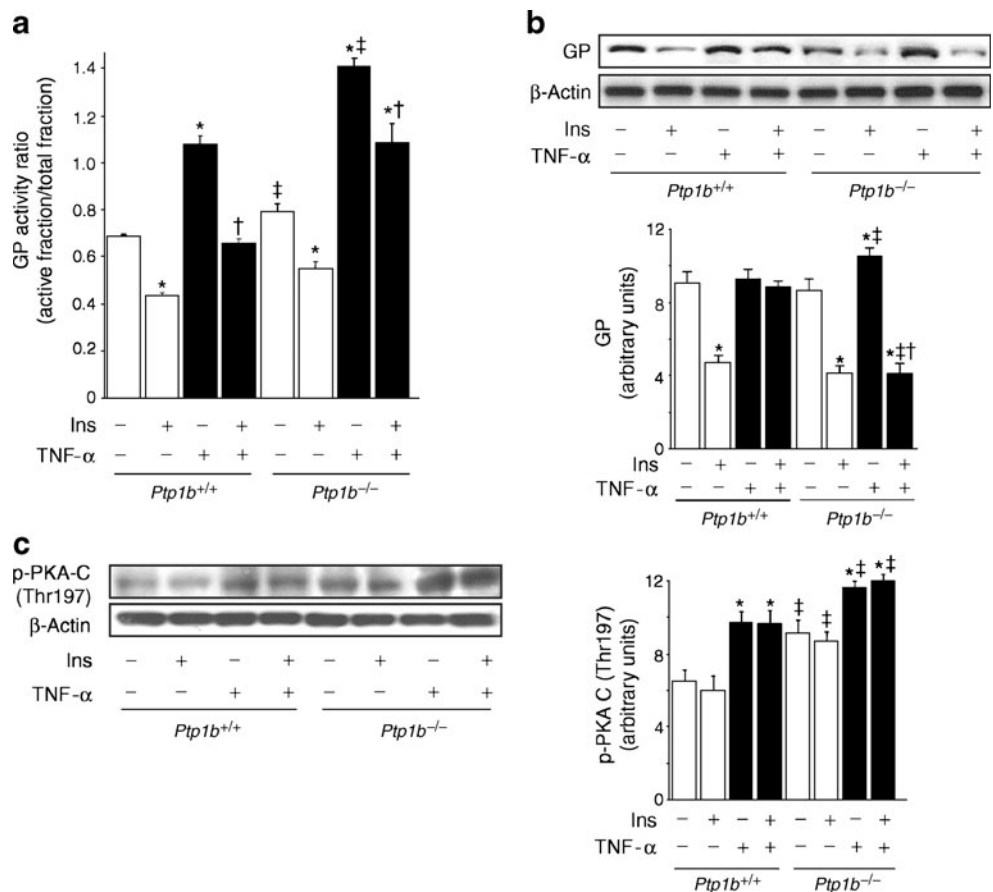 a
GP activity ratio
(active fraction/total fraction)
1.4
1.2
1.0
0.8
0.6
0.4
0.2
0
* * † ‡ * *‡ *†
Ins − + − + − + − +
TNF-α − − + + − − + +
Ptp1b+/+ Ptp1b−/−
b
GP
β-Actin
Ins − + − + − + − +
TNF-α − − + + − − + +
Ptp1b+/+ Ptp1b−/−
GP
(arbitrary units)
12
8
4
0
* * *‡ *‡†
Ins − + − + − + − +
TNF-α − − + + − − + +
Ptp1b+/+ Ptp1b−/−
c
p-PKA-C
(Thr197)
β-Actin
Ins − + − + − + − +
TNF-α − − + + − − + +
Ptp1b+/+ Ptp1b−/−
p-PKA C (Thr197)
(arbitrary units)
12
8
4
0
* * ‡ ‡ *‡ *‡
Ins − + − + − + − +
TNF-α − − + + − − + +
Ptp1b+/+ Ptp1b−/−